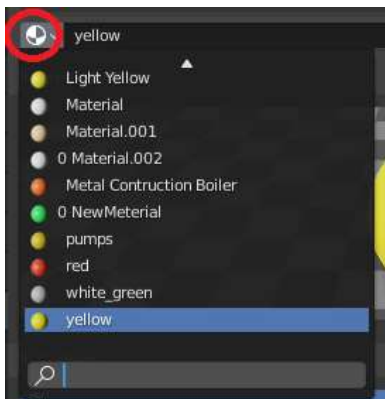 yellow
Light Yellow
Material
Material.001
0 Material.002
Metal Contruction Boiler
0 NewMeterial
pumps
red
white_green
yellow